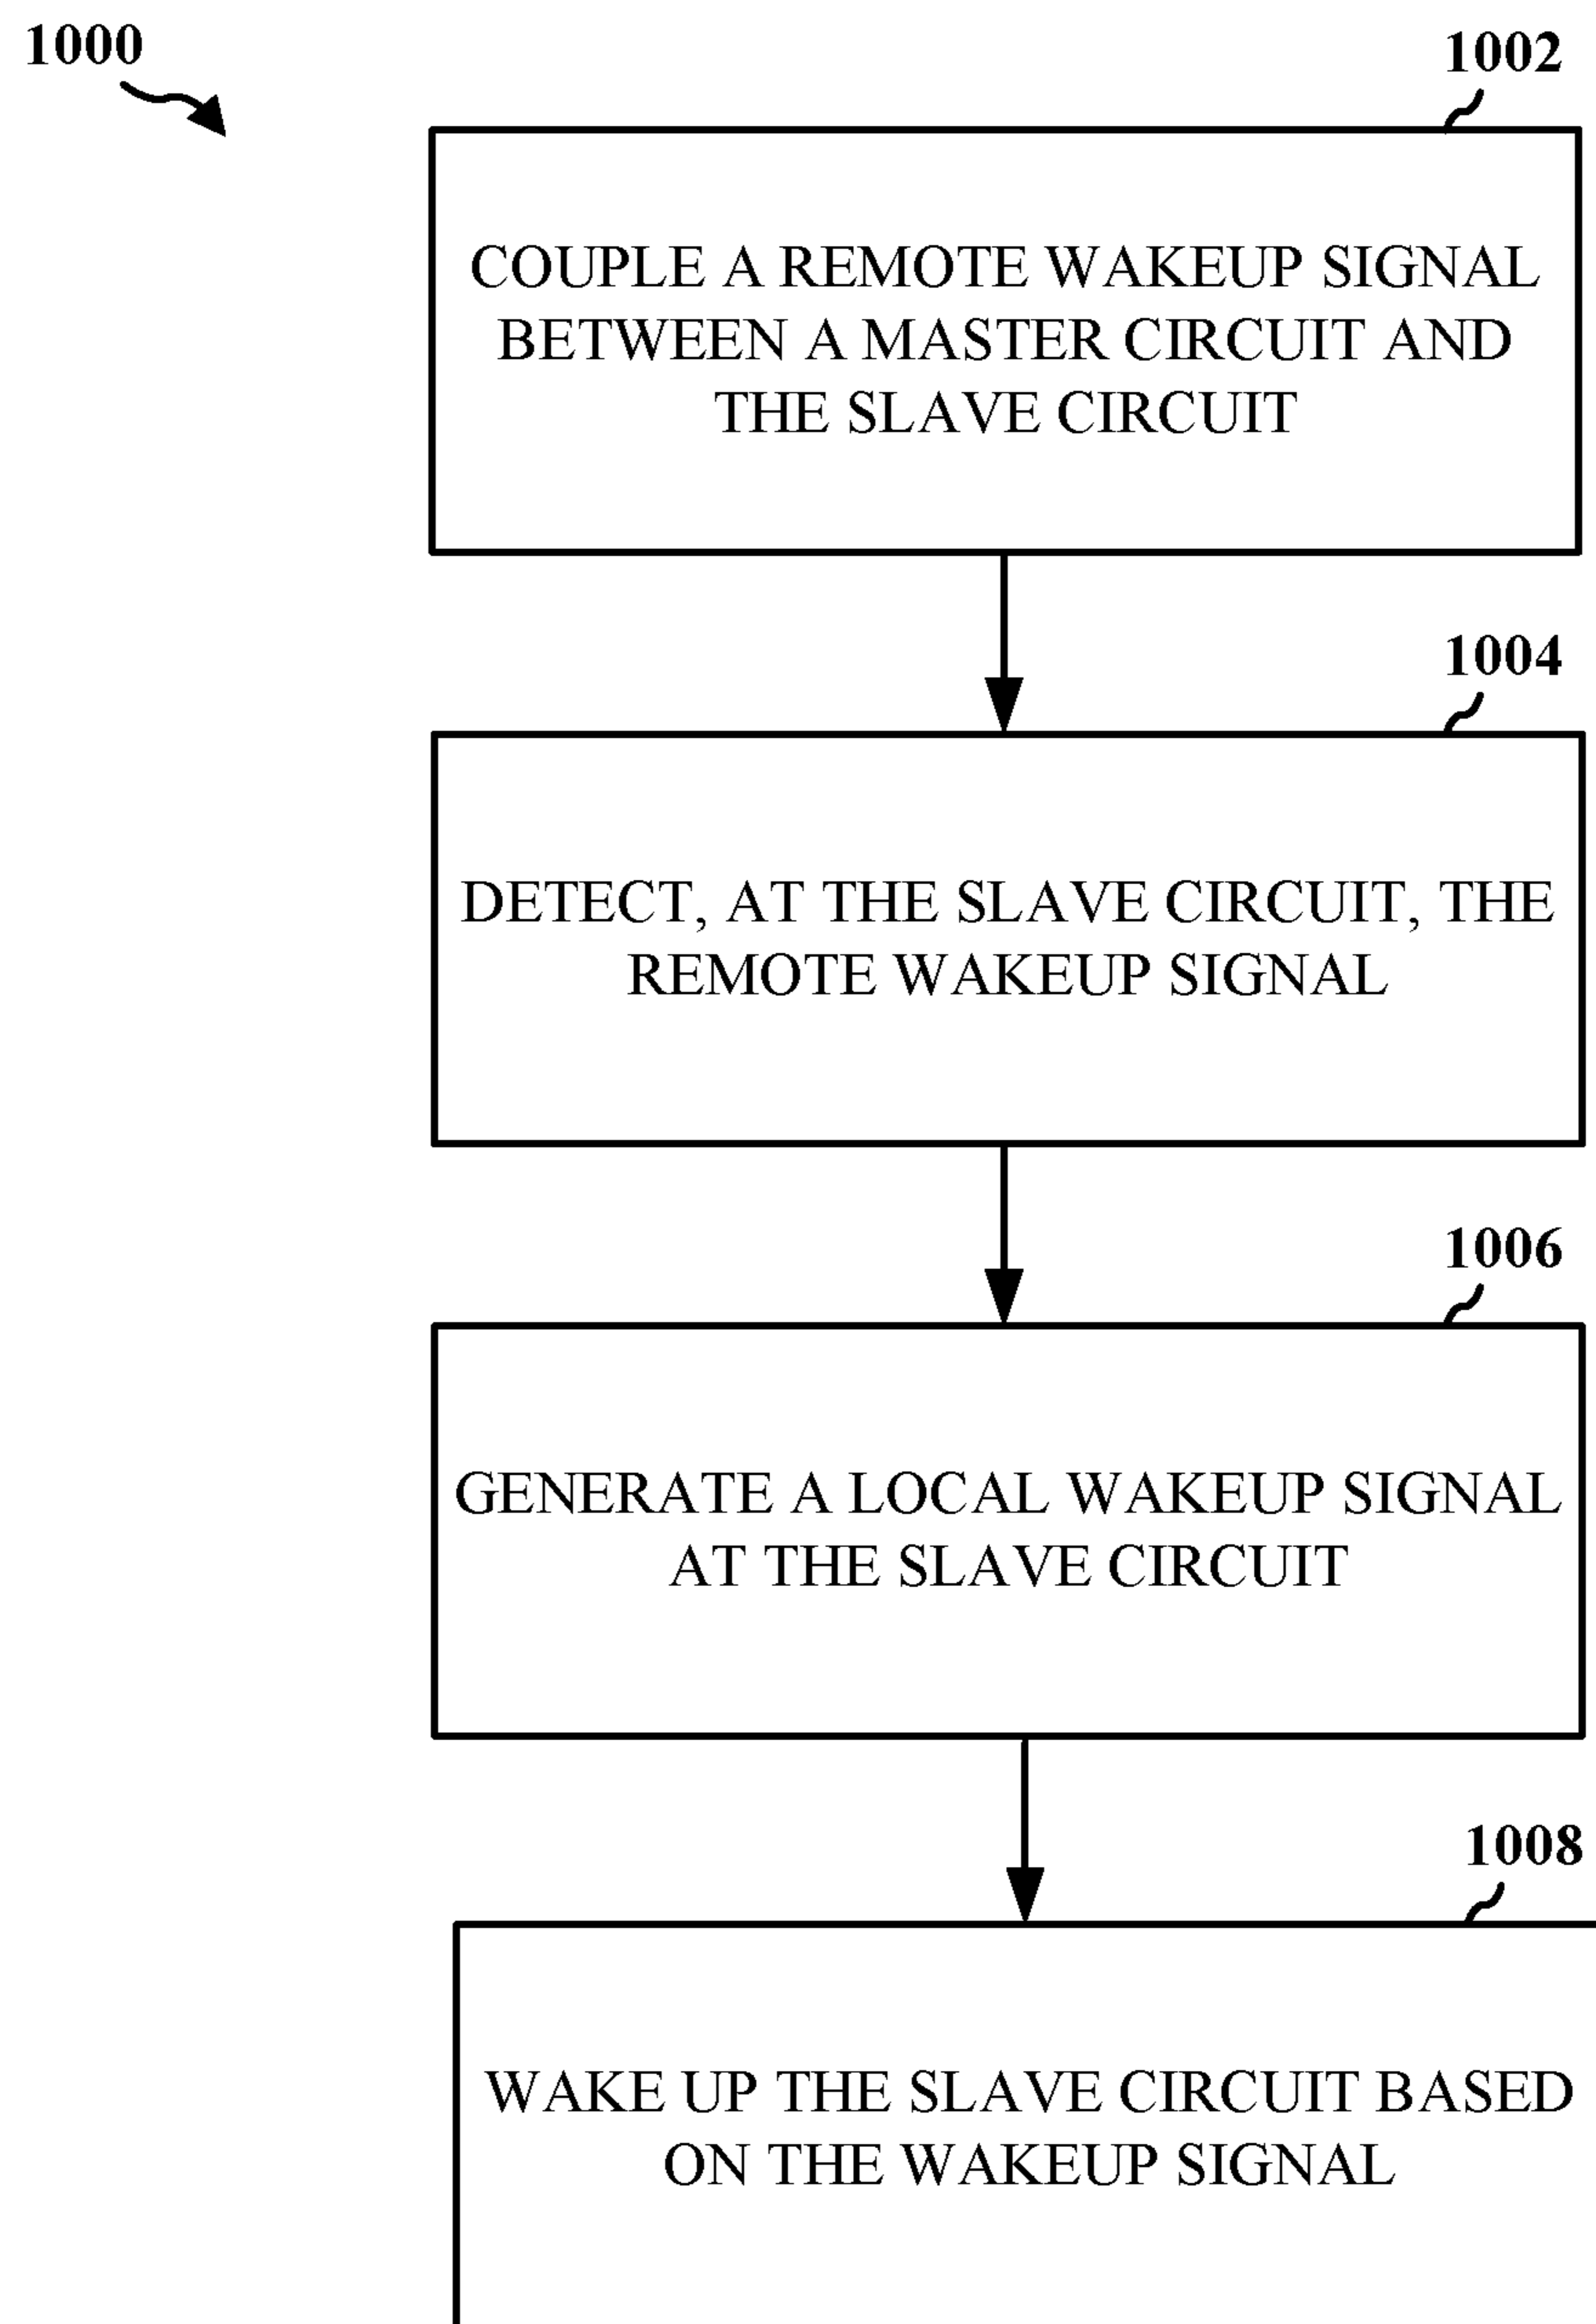 1000
1002
COUPLE A REMOTE WAKEUP SIGNAL
BETWEEN A MASTER CIRCUIT AND
THE SLAVE CIRCUIT
1004
DETECT, AT THE SLAVE CIRCUIT, THE
REMOTE WAKEUP SIGNAL
1006
GENERATE A LOCAL WAKEUP SIGNAL
AT THE SLAVE CIRCUIT
1008
WAKE UP THE SLAVE CIRCUIT BASED
ON THE WAKEUP SIGNAL